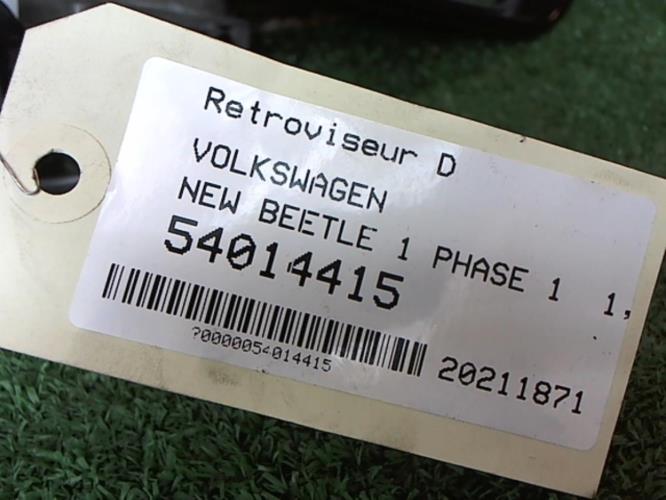 Retroviseur D
VOLKSWAGEN
NEW BEETLE 1 PHASE 1 1,
54014415
?0000054014415
20211871